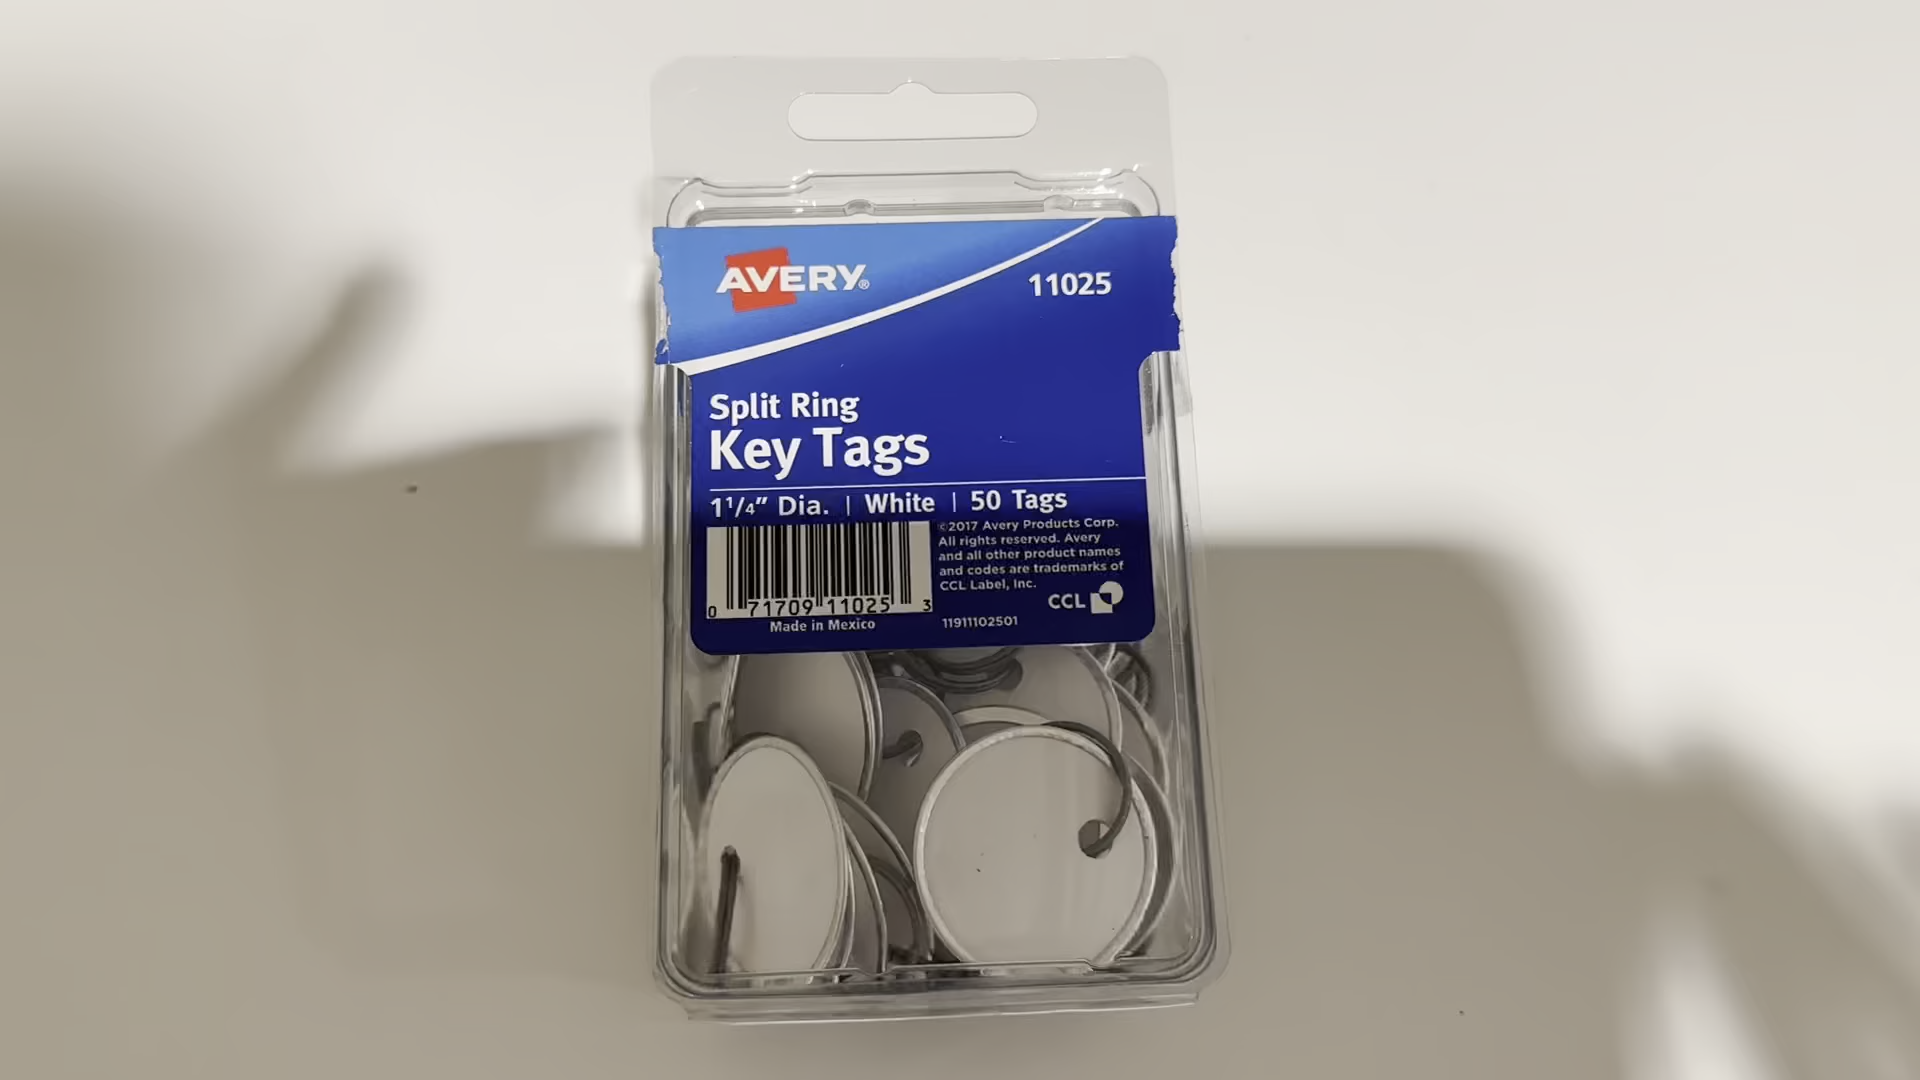 AVERY®
11025
Split Ring
Key Tags
1 1/4" Dia. | White | 50 Tags
©2017 Avery Products Corp.
All rights reserved. Avery
and all other product names
and codes are trademarks of
CCL Label, Inc.
CCL
0 71709 11025 3
Made in Mexico
11911102501